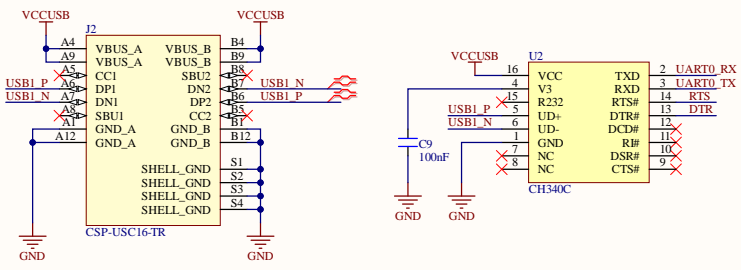 VCCUSB
VCCUSB
J2
A4 VBUS_A VBUS_B B4
A9 VBUS_A VBUS_B B9
A5 CC1 SBU2 B8
USB1_P A6 DP1 DN2 B7 USB1_N
USB1_N A7 DN1 DP2 B6 USB1_P
A8 SBU1 CC2 B5
A1 GND_A GND_B B1
A12 GND_A GND_B B12
SHELL_GND S1
SHELL_GND S2
SHELL_GND S3
SHELL_GND S4
CSP-USC16-TR
GND
GND
VCCUSB
U2
16 VCC TXD 2 UART0_RX
4 V3 RXD 3 UART0_TX
15 R232 RTS# 14 RTS
USB1_P 5 UD+ DTR# 13 DTR
USB1_N 6 UD- DCD# 12
1 GND RI# 11
7 NC DSR# 10
8 NC CTS# 9
CH340C
C9
100nF
GND
GND